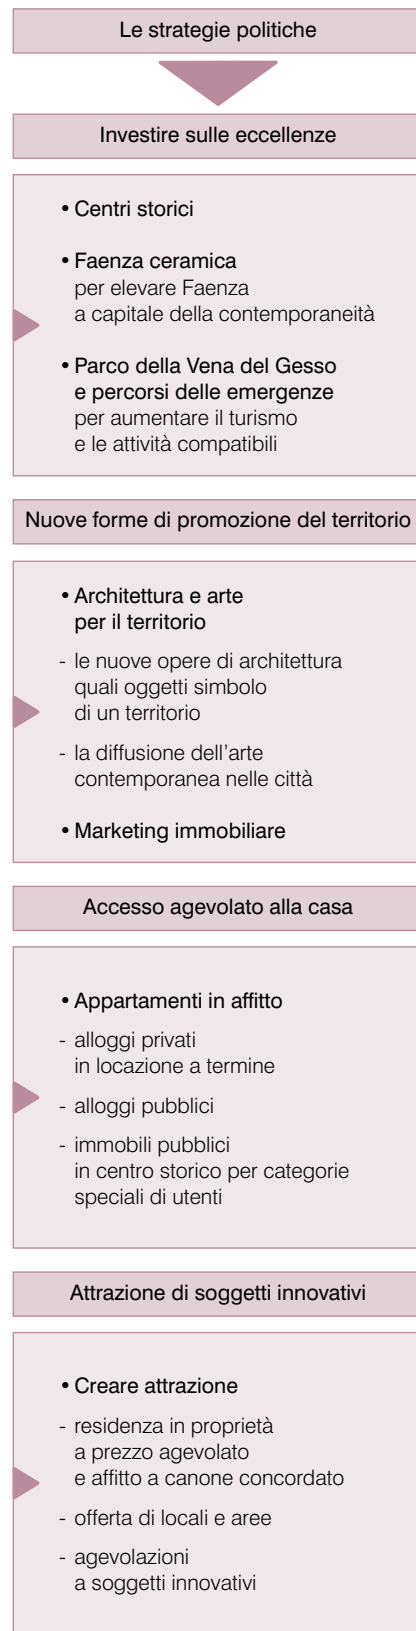 Le strategie politiche
Investire sulle eccellenze
• Centri storici
• Faenza ceramica
per elevare Faenza
a capitale della contemporaneità
• Parco della Vena del Gesso
e percorsi delle emergenze
per aumentare il turismo
e le attività compatibili
Nuove forme di promozione del territorio
• Architettura e arte
per il territorio
- le nuove opere di architettura
quali oggetti simbolo
di un territorio
- la diffusione dell'arte
contemporanea nelle città
• Marketing immobiliare
Accesso agevolato alla casa
• Appartamenti in affitto
- alloggi privati
in locazione a termine
- alloggi pubblici
- immobili pubblici
in centro storico per categorie
speciali di utenti
Attrazione di soggetti innovativi
• Creare attrazione
- residenza in proprietà
a prezzo agevolato
e affitto a canone concordato
- offerta di locali e aree
- agevolazioni
a soggetti innovativi